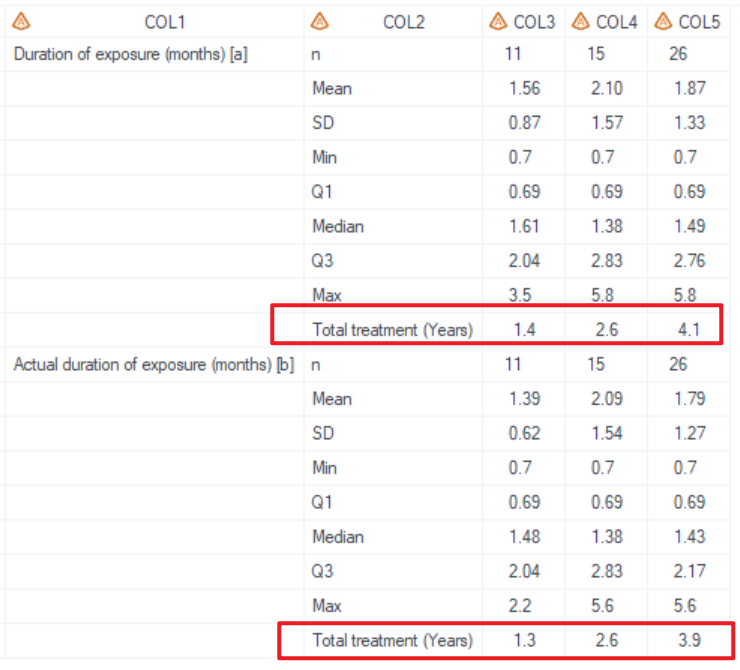 COL1 COL2 COL3 COL4 COL5
Duration of exposure (months) [a] n 11 15 26
Mean 1.56 2.10 1.87
SD 0.87 1.57 1.33
Min 0.7 0.7 0.7
Q1 0.69 0.69 0.69
Median 1.61 1.38 1.49
Q3 2.04 2.83 2.76
Max 3.5 5.8 5.8
Total treatment (Years) 1.4 2.6 4.1
Actual duration of exposure (months) [b] n 11 15 26
Mean 1.39 2.09 1.79
SD 0.62 1.54 1.27
Min 0.7 0.7 0.7
Q1 0.69 0.69 0.69
Median 1.48 1.38 1.43
Q3 2.04 2.83 2.17
Max 2.2 5.6 5.6
Total treatment (Years) 1.3 2.6 3.9